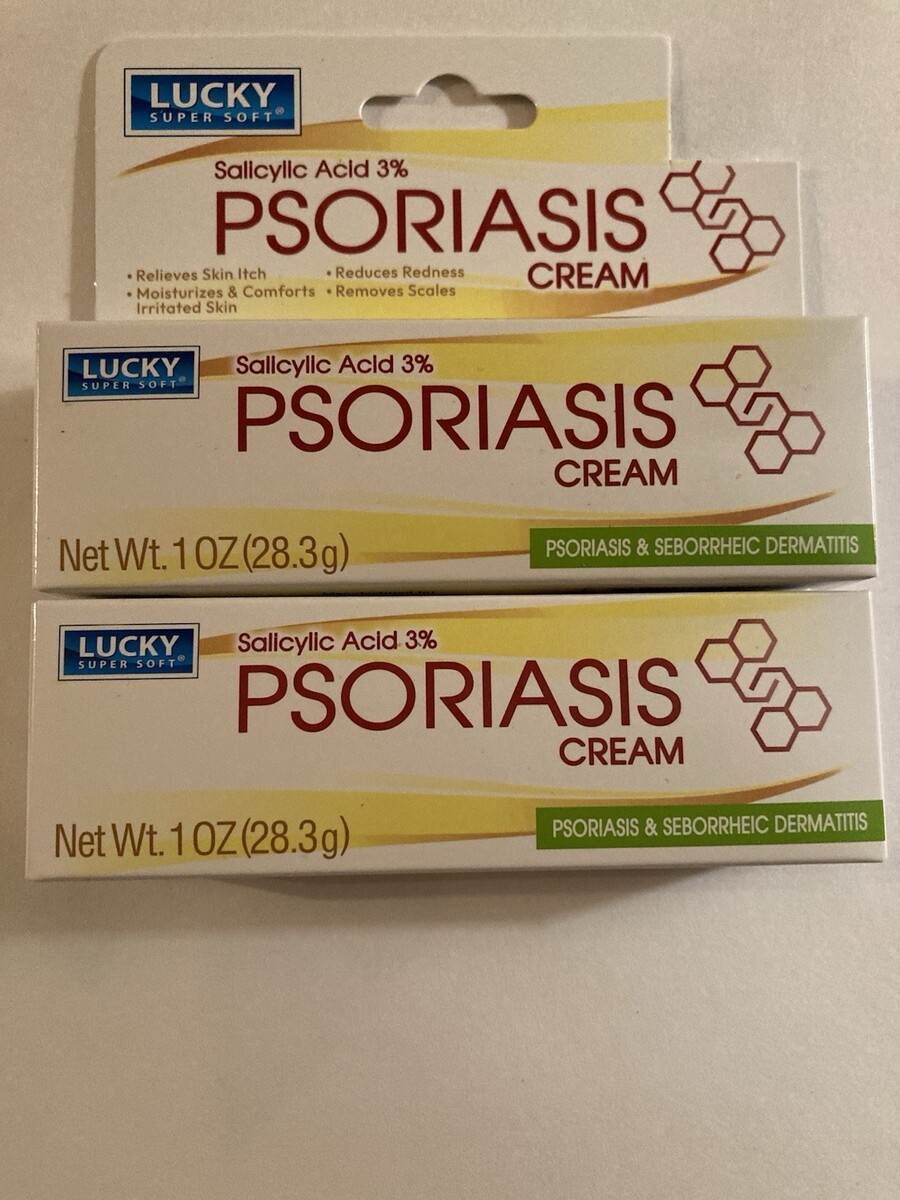 LUCKY
SUPER SOFT®
Salicylic Acid 3%
PSORIASIS
CREAM
• Relieves Skin Itch
• Moisturizes & Comforts
Irritated Skin
• Reduces Redness
• Removes Scales
LUCKY
SUPER SOFT®
Salicylic Acid 3%
PSORIASIS
CREAM
Net Wt. 1 OZ (28.3 g)
PSORIASIS & SEBORRHEIC DERMATITIS
LUCKY
SUPER SOFT®
Salicylic Acid 3%
PSORIASIS
CREAM
Net Wt. 1 OZ (28.3 g)
PSORIASIS & SEBORRHEIC DERMATITIS